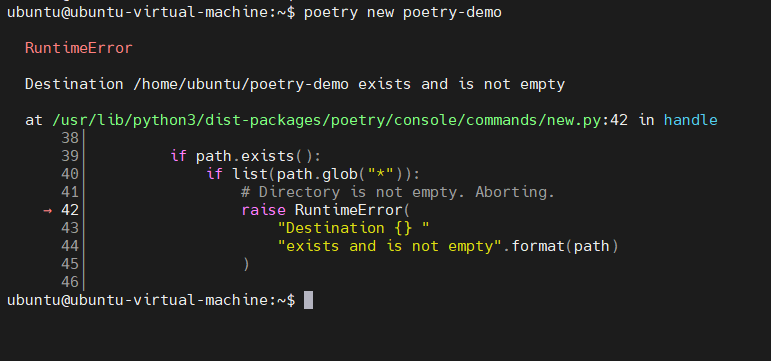 ubuntu@ubuntu-virtual-machine:~$ poetry new poetry-demo
RuntimeError
Destination /home/ubuntu/poetry-demo exists and is not empty
at /usr/lib/python3/dist-packages/poetry/console/commands/new.py:42 in handle
38│
39│ if path.exists():
40│ if list(path.glob("*")):
41│ # Directory is not empty. Aborting.
→ 42│ raise RuntimeError(
43│ "Destination {} "
44│ "exists and is not empty".format(path)
45│ )
46│
ubuntu@ubuntu-virtual-machine:~$